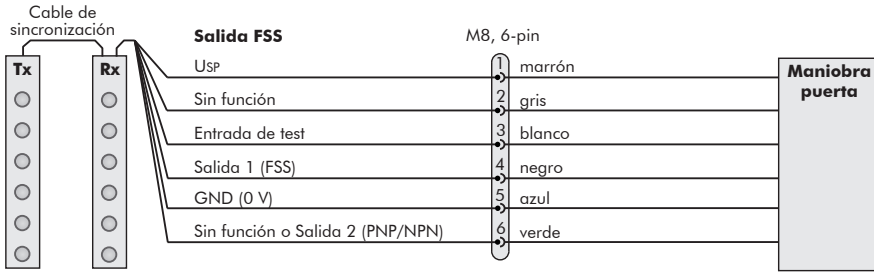 Cable de
sincronización
Salida FSS
M8, 6-pin
Tx
Rx
USP
1
marrón
Maniobra
puerta
Sin función
2
gris
Entrada de test
3
blanco
Salida 1 (FSS)
4
negro
GND (0 V)
5
azul
Sin función o Salida 2 (PNP/NPN)
6
verde